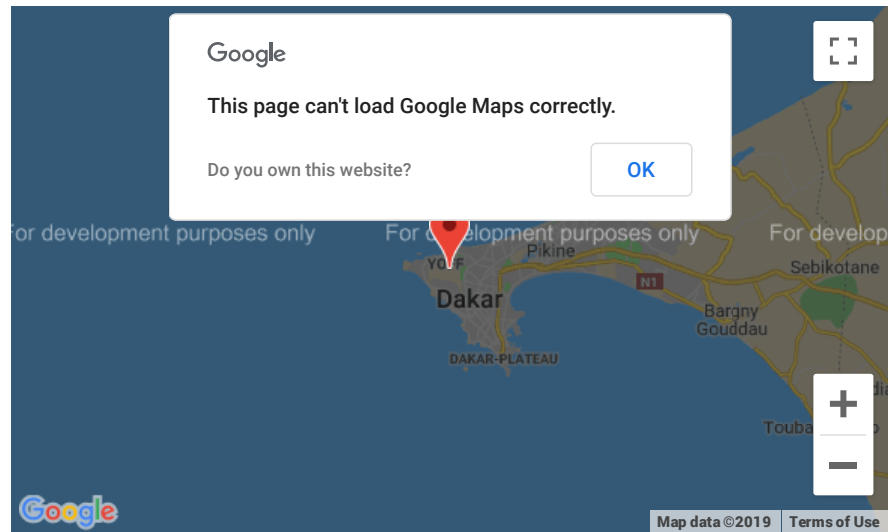 Google
This page can't load Google Maps correctly.
Do you own this website?
OK
For development purposes only
For development purposes only
For develop
YOFF
Pikine
Sebikotane
N1
Dakar
Bargny
Gouddau
DAKAR-PLATEAU
Touba
Google
Map data ©2019
Terms of Use